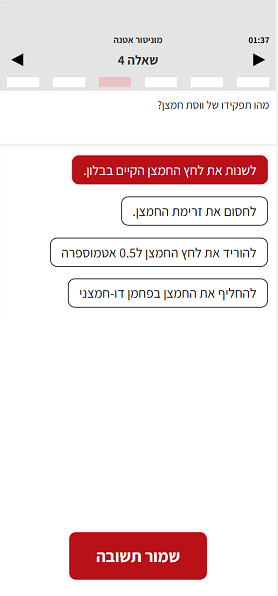 01:37
מוניטור אטנה
שאלה 4
מהו תפקידו של ווסת חמצן?
לשנות את לחץ החמצן הקיים בבלון.
לחסום את זרימת החמצן.
להוריד את לחץ החמצן ל0.5 אטמוספרה
להחליף את החמצן בפחמן דו-חמצני
שמור תשובה